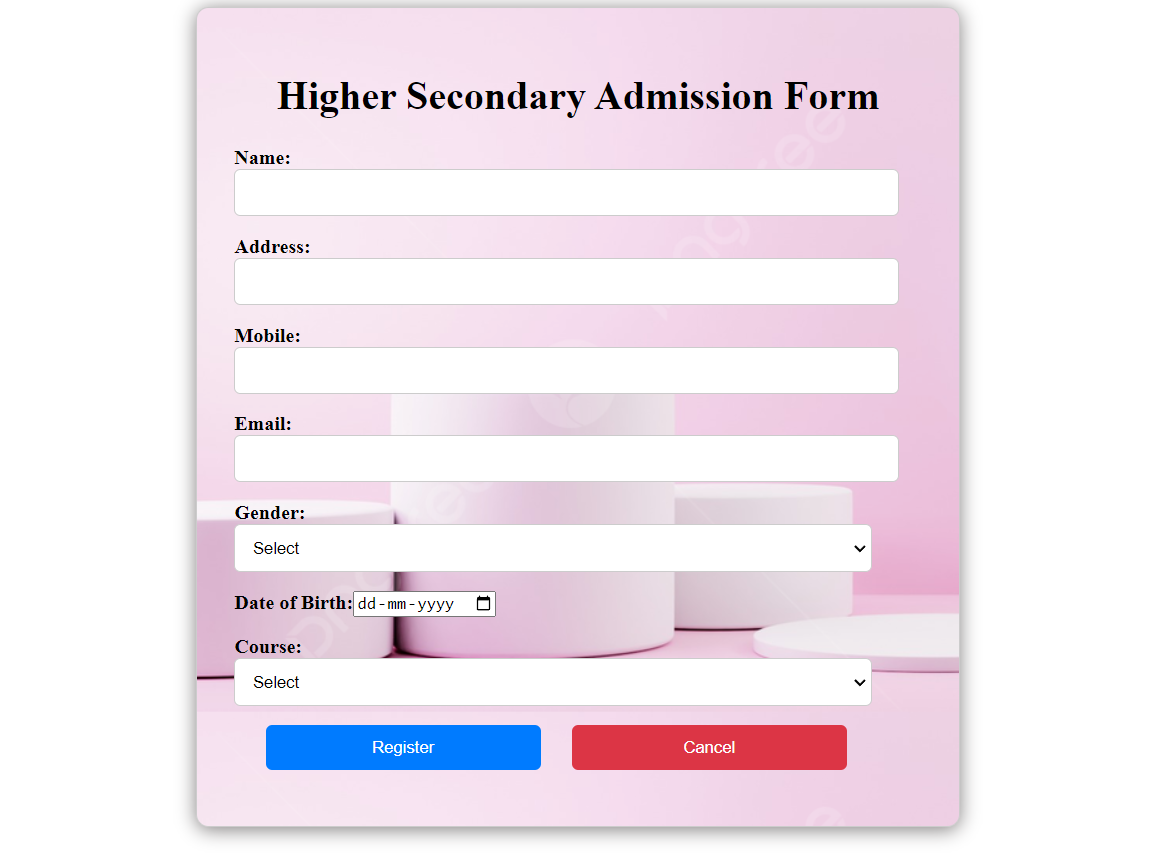 Higher Secondary Admission Form
Name:
Address:
Mobile:
Email:
Gender:
Select
Date of Birth: dd-mm-yyyy
Course:
Select
Register Cancel
pngtree